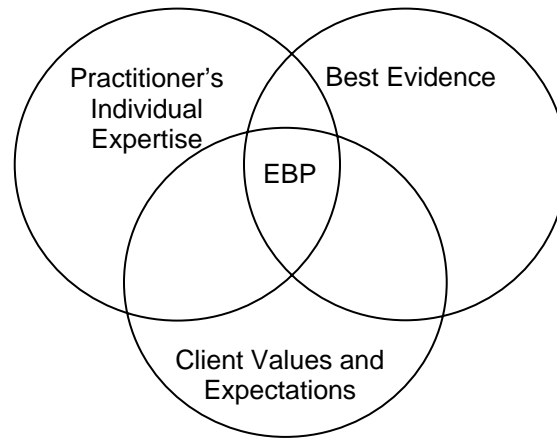 Practitioner’s
Individual
Expertise
Best Evidence
EBP
Client Values and
Expectations